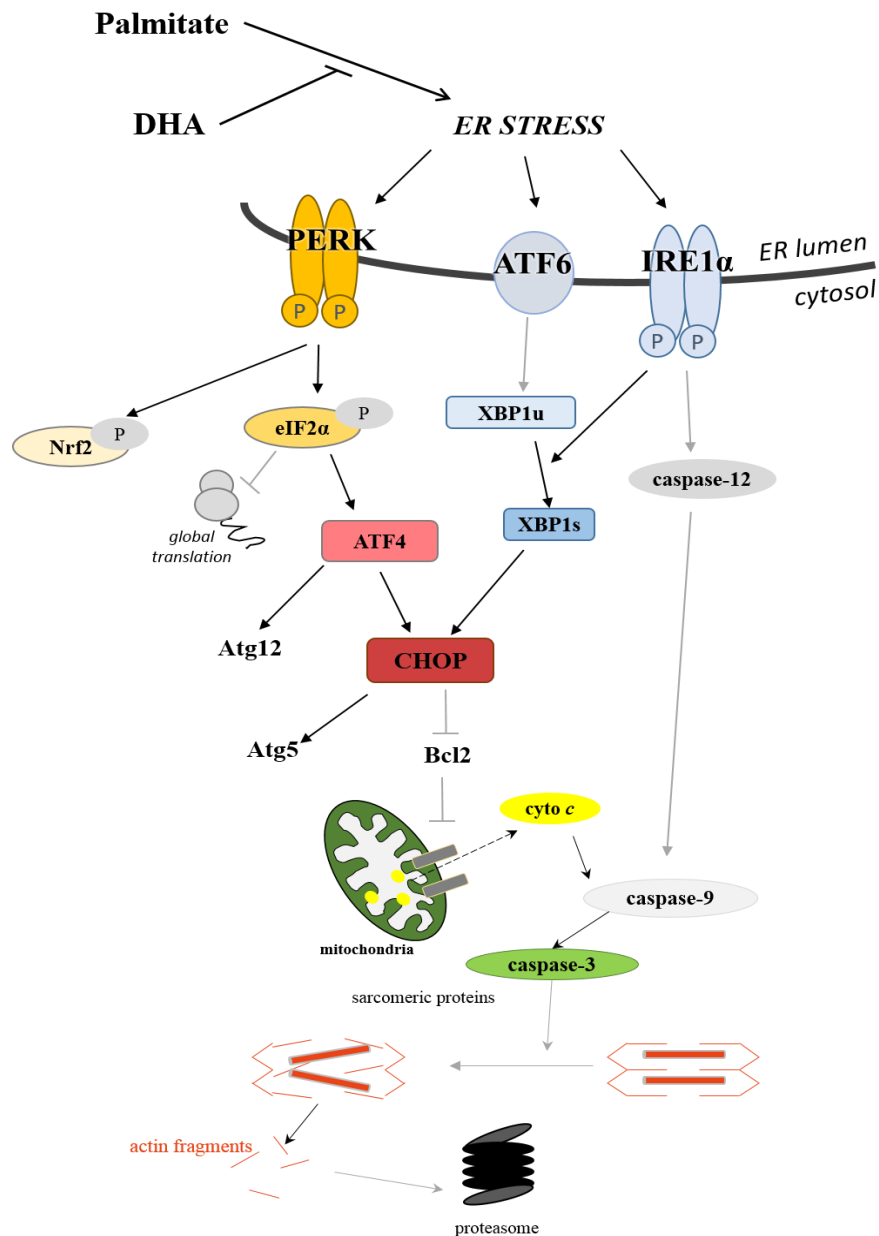 Palmitate
DHA
ER STRESS
PERK
ATF6
IRE1α
ER lumen
cytosol
P P
P P
Nrf2
P
eIF2α
P
XBP1u
caspase-12
global
translation
ATF4
XBP1s
Atg12
CHOP
Atg5
Bcl2
cyto c
caspase-9
mitochondria
caspase-3
sarcomeric proteins
actin fragments
proteasome